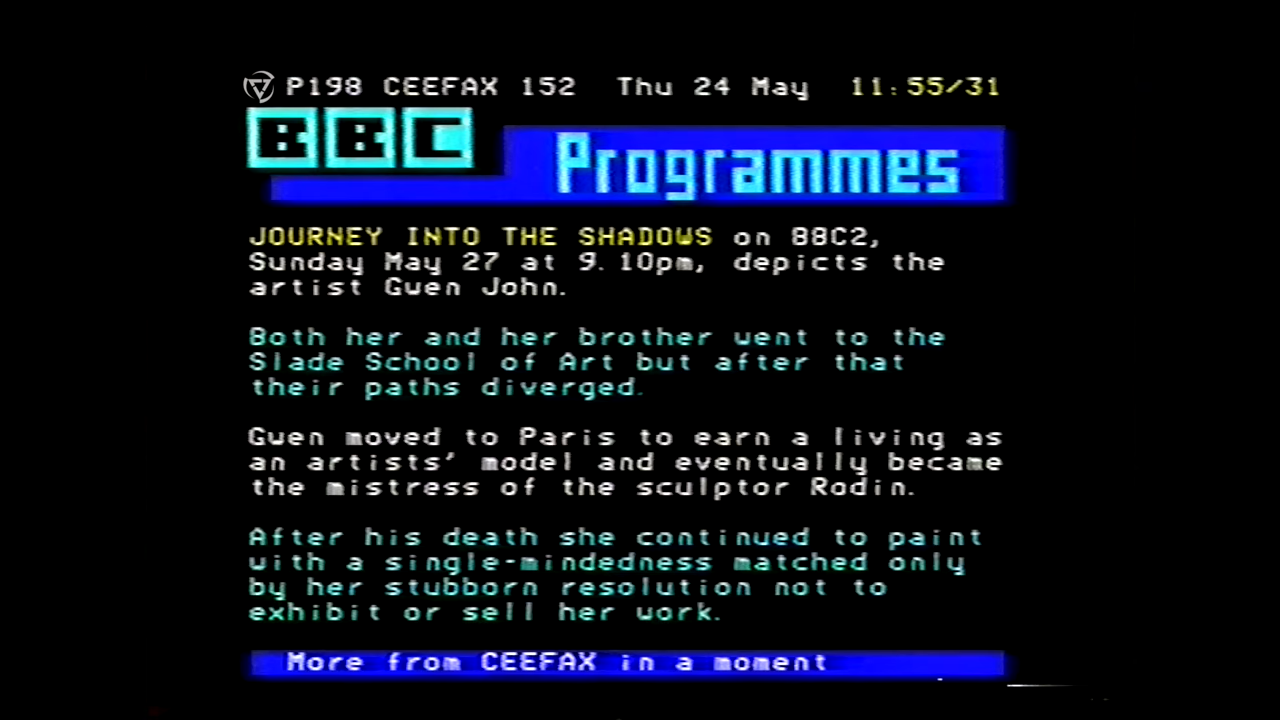 P198 CEEFAX 152 Thu 24 May 11:55/31
BBC
Programmes
JOURNEY INTO THE SHADOWS on BBC2,
Sunday May 27 at 9.10pm, depicts the
artist Gwen John.
Both her and her brother went to the
Slade School of Art but after that
their paths diverged.
Gwen moved to Paris to earn a living as
an artists' model and eventually became
the mistress of the sculptor Rodin.
After his death she continued to paint
with a single-mindedness matched only
by her stubborn resolution not to
exhibit or sell her work.
More from CEEFAX in a moment